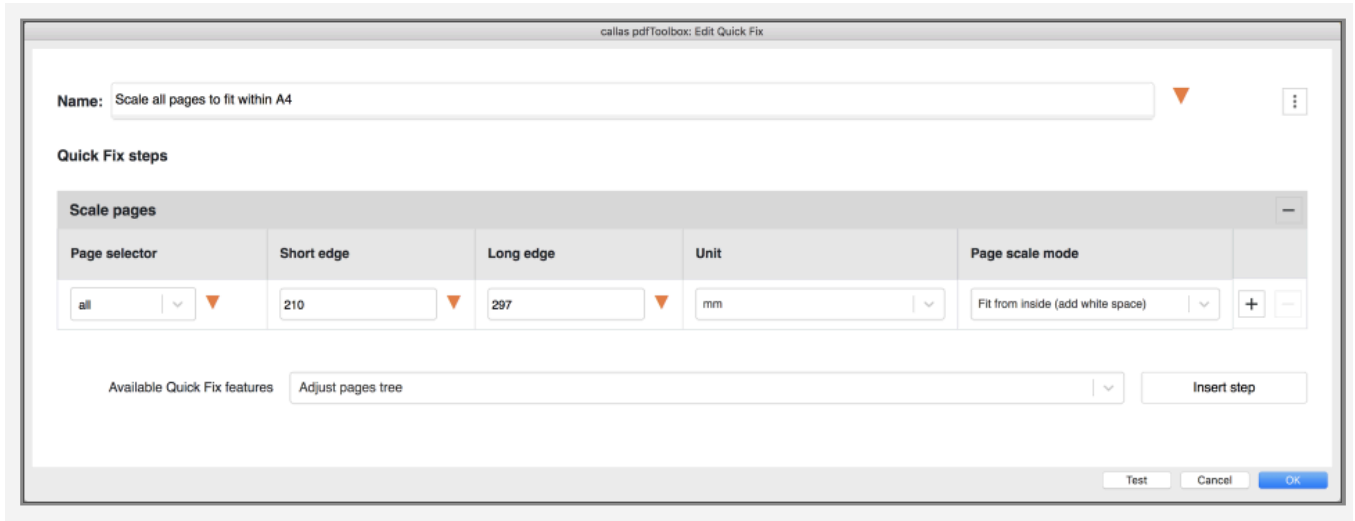 callas pdfToolbox: Edit Quick Fix
Name: Scale all pages to fit within A4
Quick Fix steps
Scale pages
Page selector Short edge Long edge Unit Page scale mode
all 210 297 mm Fit from inside (add white space)
Available Quick Fix features Adjust pages tree Insert step
Test Cancel OK